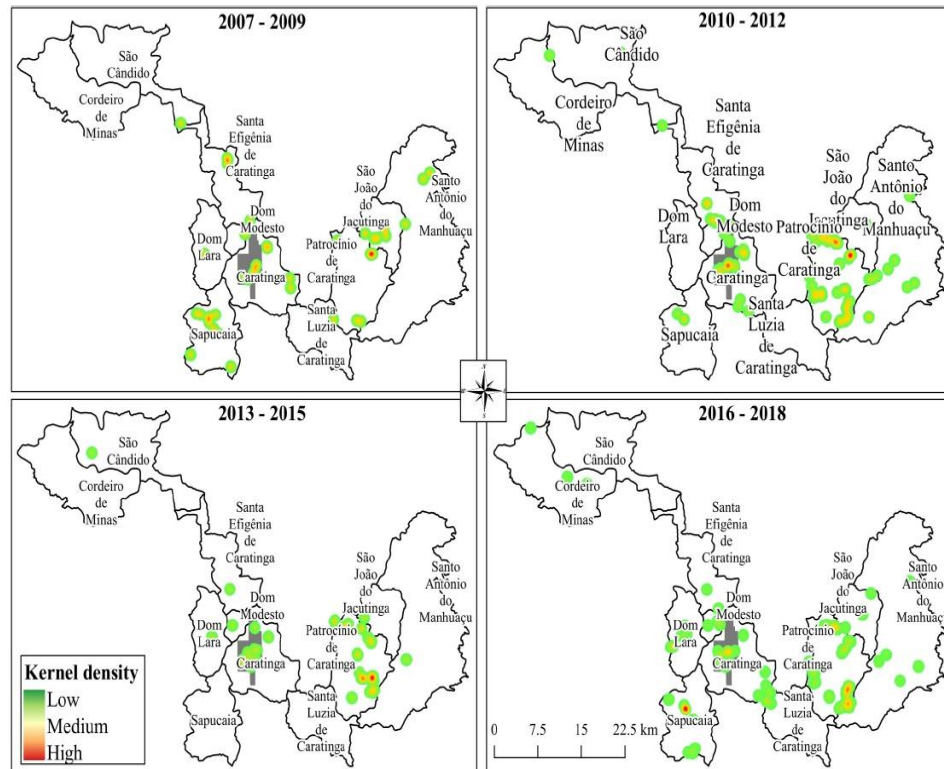 2007 - 2009
São
Cândido
Cordeiro
de
Minas
Santa
Efigênia
de
Caratinga
São
João
do
Jacutinga
Santo
Antônio
do
Manhuaçu
Dom
Modesto
Dom
Lara
Patrocínio
de
Caratinga
Caratinga
Santa
Luzia
de
Caratinga
Sapucaia
2010 - 2012
São
Cândido
Cordeiro
de
Minas
Santa
Efigênia
de
Caratinga
São
João
do
Jacutinga
Santo
Antônio
do
Manhuaçu
Dom
Modesto
Dom
Lara
Patrocínio
de
Caratinga
Caratinga
Santa
Luzia
de
Caratinga
Sapucaia
N
S
2013 - 2015
São
Cândido
Cordeiro
de
Minas
Santa
Efigênia
de
Caratinga
São
João
do
Jacutinga
Santo
Antônio
do
Manhuaçu
Dom
Modesto
Dom
Lara
Patrocínio
de
Caratinga
Caratinga
Santa
Luzia
de
Caratinga
Sapucaia
Kernel density
Low
Medium
High
2016 - 2018
São
Cândido
Cordeiro
de
Minas
Santa
Efigênia
de
Caratinga
São
João
do
Jacutinga
Santo
Antônio
do
Manhuaçu
Dom
Modesto
Dom
Lara
Patrocínio
de
Caratinga
Caratinga
Santa
Luzia
de
Caratinga
Sapucaia
0 7.5 15 22.5 km